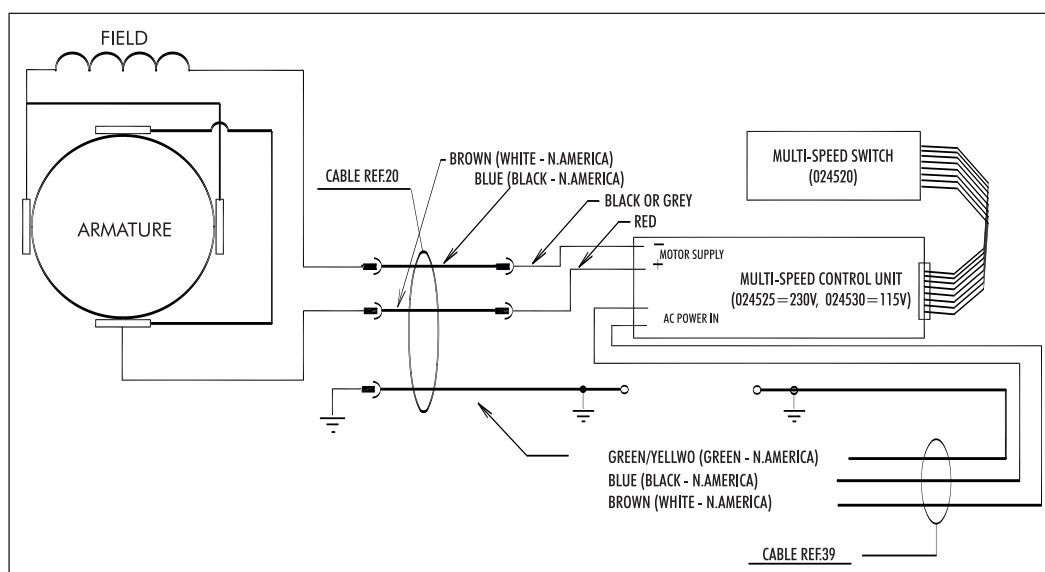 FIELD
ARMATURE
CABLE REF.20
BROWN (WHITE - N.AMERICA)
BLUE (BLACK - N.AMERICA)
BLACK OR GREY
RED
MULTI-SPEED SWITCH
(024520)
MOTOR SUPPLY
−
+
MULTI-SPEED CONTROL UNIT
(024525=230V, 024530=115V)
AC POWER IN
GREEN/YELLWO (GREEN - N.AMERICA)
BLUE (BLACK - N.AMERICA)
BROWN (WHITE - N.AMERICA)
CABLE REF.39